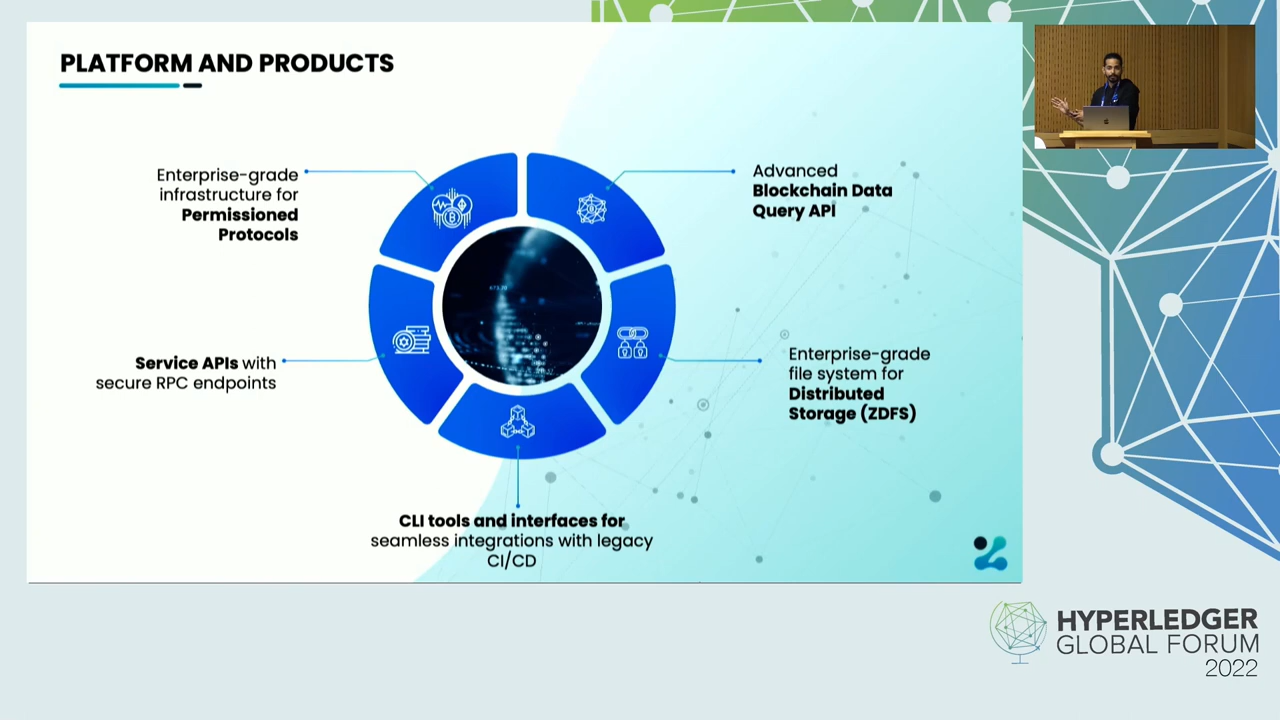 PLATFORM AND PRODUCTS
Enterprise-grade
infrastructure for
Permissioned
Protocols
Advanced
Blockchain Data
Query API
Service APIs with
secure RPC endpoints
Enterprise-grade
file system for
Distributed
Storage (ZDFS)
CLI tools and interfaces for
seamless integrations with legacy
CI/CD
HYPERLEDGER
GLOBAL FORUM
2022